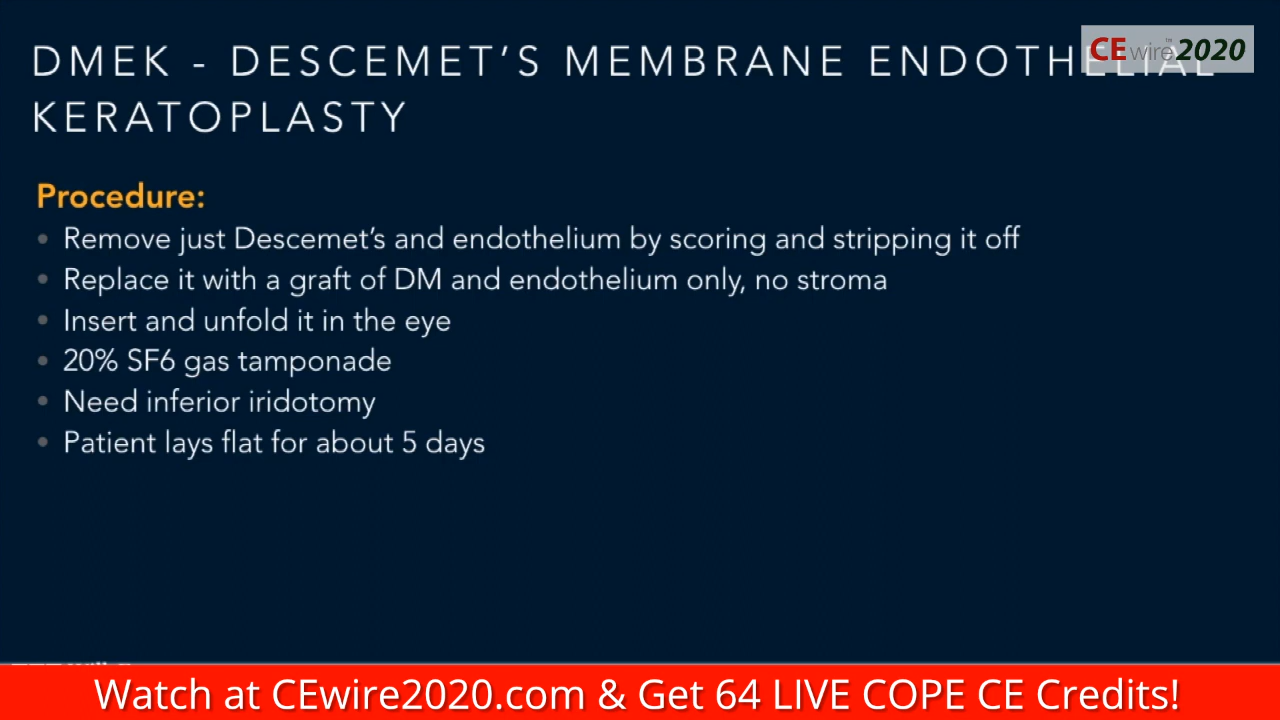 DMEK - DESCEMET'S MEMBRANE ENDOTHELIAL
CE wire™ 2020
KERATOPLASTY
Procedure:
• Remove just Descemet's and endothelium by scoring and stripping it off
• Replace it with a graft of DM and endothelium only, no stroma
• Insert and unfold it in the eye
• 20% SF6 gas tamponade
• Need inferior iridotomy
• Patient lays flat for about 5 days
Watch at CEwire2020.com & Get 64 LIVE COPE CE Credits!